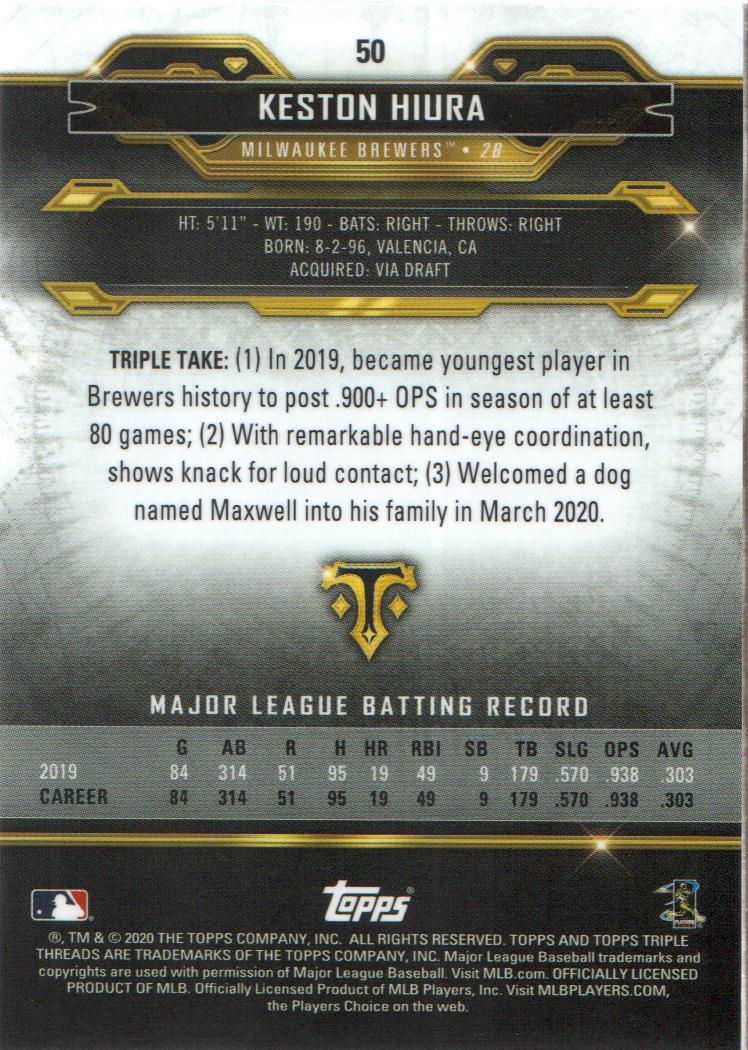 50
KESTON HIURA
MILWAUKEE BREWERS™ • 2B
HT: 5'11" - WT: 190 - BATS: RIGHT - THROWS: RIGHT
BORN: 8-2-96, VALENCIA, CA
ACQUIRED: VIA DRAFT
TRIPLE TAKE: (1) In 2019, became youngest player in
Brewers history to post .900+ OPS in season of at least
80 games; (2) With remarkable hand-eye coordination,
shows knack for loud contact; (3) Welcomed a dog
named Maxwell into his family in March 2020.
T
MAJOR LEAGUE BATTING RECORD
G AB R H HR RBI SB TB SLG OPS AVG
2019 84 314 51 95 19 49 9 179 .570 .938 .303
CAREER 84 314 51 95 19 49 9 179 .570 .938 .303
Topps®
PLAYERS
®, TM & © 2020 THE TOPPS COMPANY, INC. ALL RIGHTS RESERVED. TOPPS AND TOPPS TRIPLE
THREADS ARE TRADEMARKS OF THE TOPPS COMPANY, INC. Major League Baseball trademarks and
copyrights are used with permission of Major League Baseball. Visit MLB.com. OFFICIALLY LICENSED
PRODUCT OF MLB. Officially Licensed Product of MLB Players, Inc. Visit MLBPLAYERS.COM,
the Players Choice on the web.